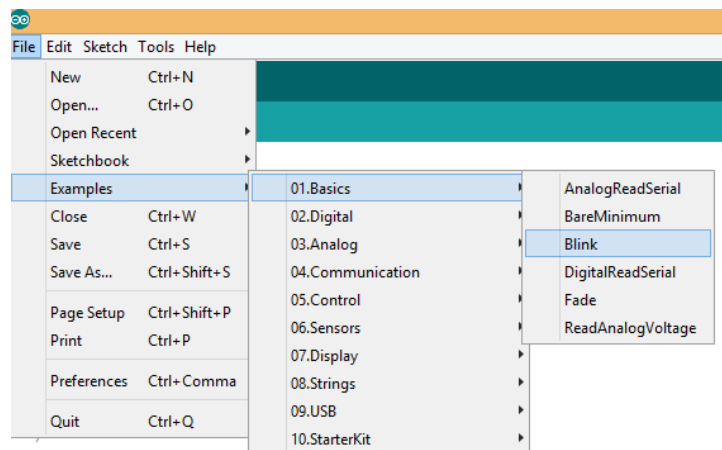 File Edit Sketch Tools Help
New Ctrl+N
Open... Ctrl+O
Open Recent
Sketchbook
Examples
Close Ctrl+W
Save Ctrl+S
Save As... Ctrl+Shift+S
Page Setup Ctrl+Shift+P
Print Ctrl+P
Preferences Ctrl+Comma
Quit Ctrl+Q
01.Basics
02.Digital
03.Analog
04.Communication
05.Control
06.Sensors
07.Display
08.Strings
09.USB
10.StarterKit
AnalogReadSerial
BareMinimum
Blink
DigitalReadSerial
Fade
ReadAnalogVoltage